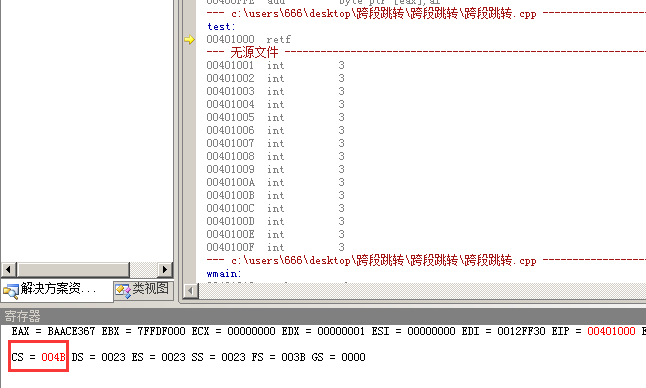 00400FFE add byte ptr [eax],al
--- c:\users\666\desktop\跨段跳转\跨段跳转\跨段跳转.cpp
test:
00401000 retf
--- 无源文件
00401001 int 3
00401002 int 3
00401003 int 3
00401004 int 3
00401005 int 3
00401006 int 3
00401007 int 3
00401008 int 3
00401009 int 3
0040100A int 3
0040100B int 3
0040100C int 3
0040100D int 3
0040100E int 3
0040100F int 3
--- c:\users\666\desktop\跨段跳转\跨段跳转\跨段跳转.cpp
wmain:
解决方案资... 类视图
寄存器
EAX = BAACE367 EBX = 7FFDF000 ECX = 00000000 EDX = 00000001 ESI = 00000000 EDI = 0012FF30 EIP = 00401000 E
CS = 004B DS = 0023 ES = 0023 SS = 0023 FS = 003B GS = 0000